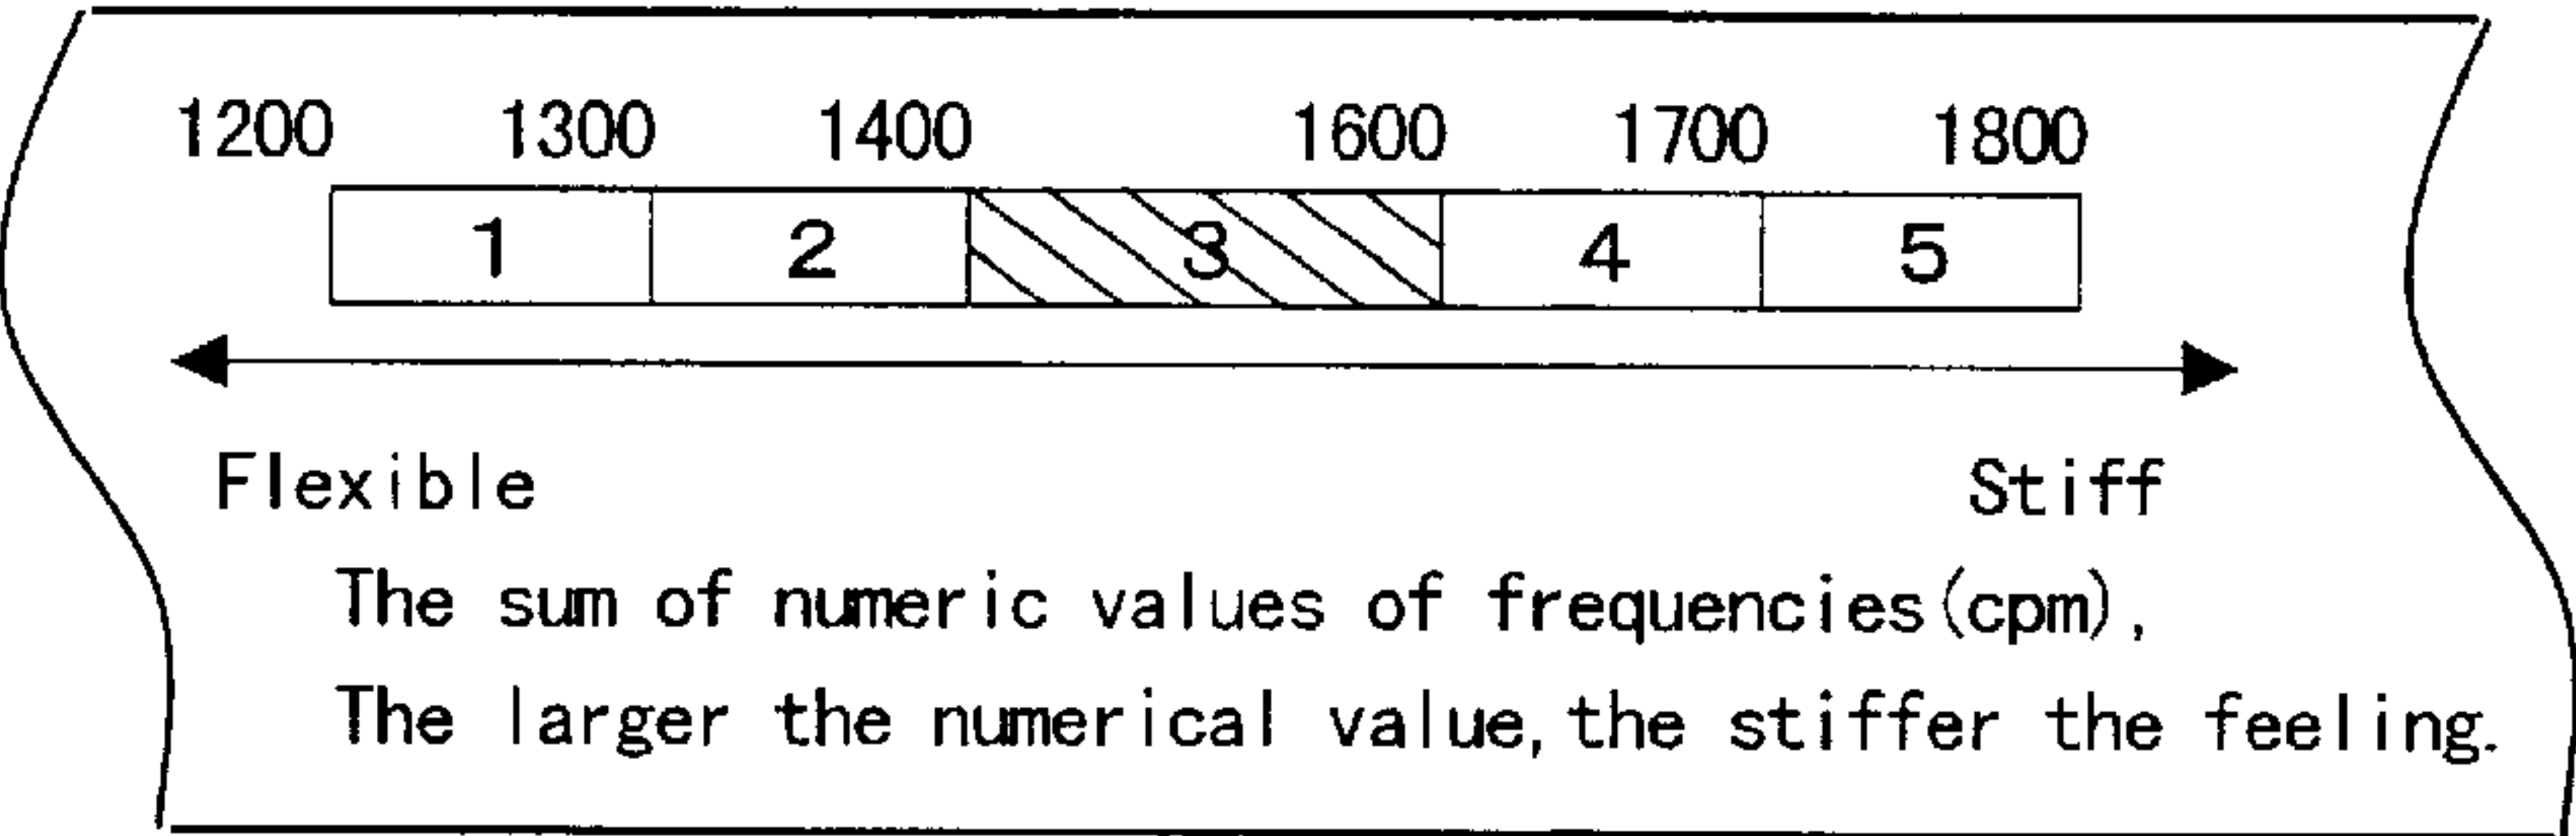 1200 1300 1400 1600 1700 1800
1 2 3 4 5
Flexible Stiff
The sum of numeric values of frequencies(cpm),
The larger the numerical value, the stiffer the feeling.